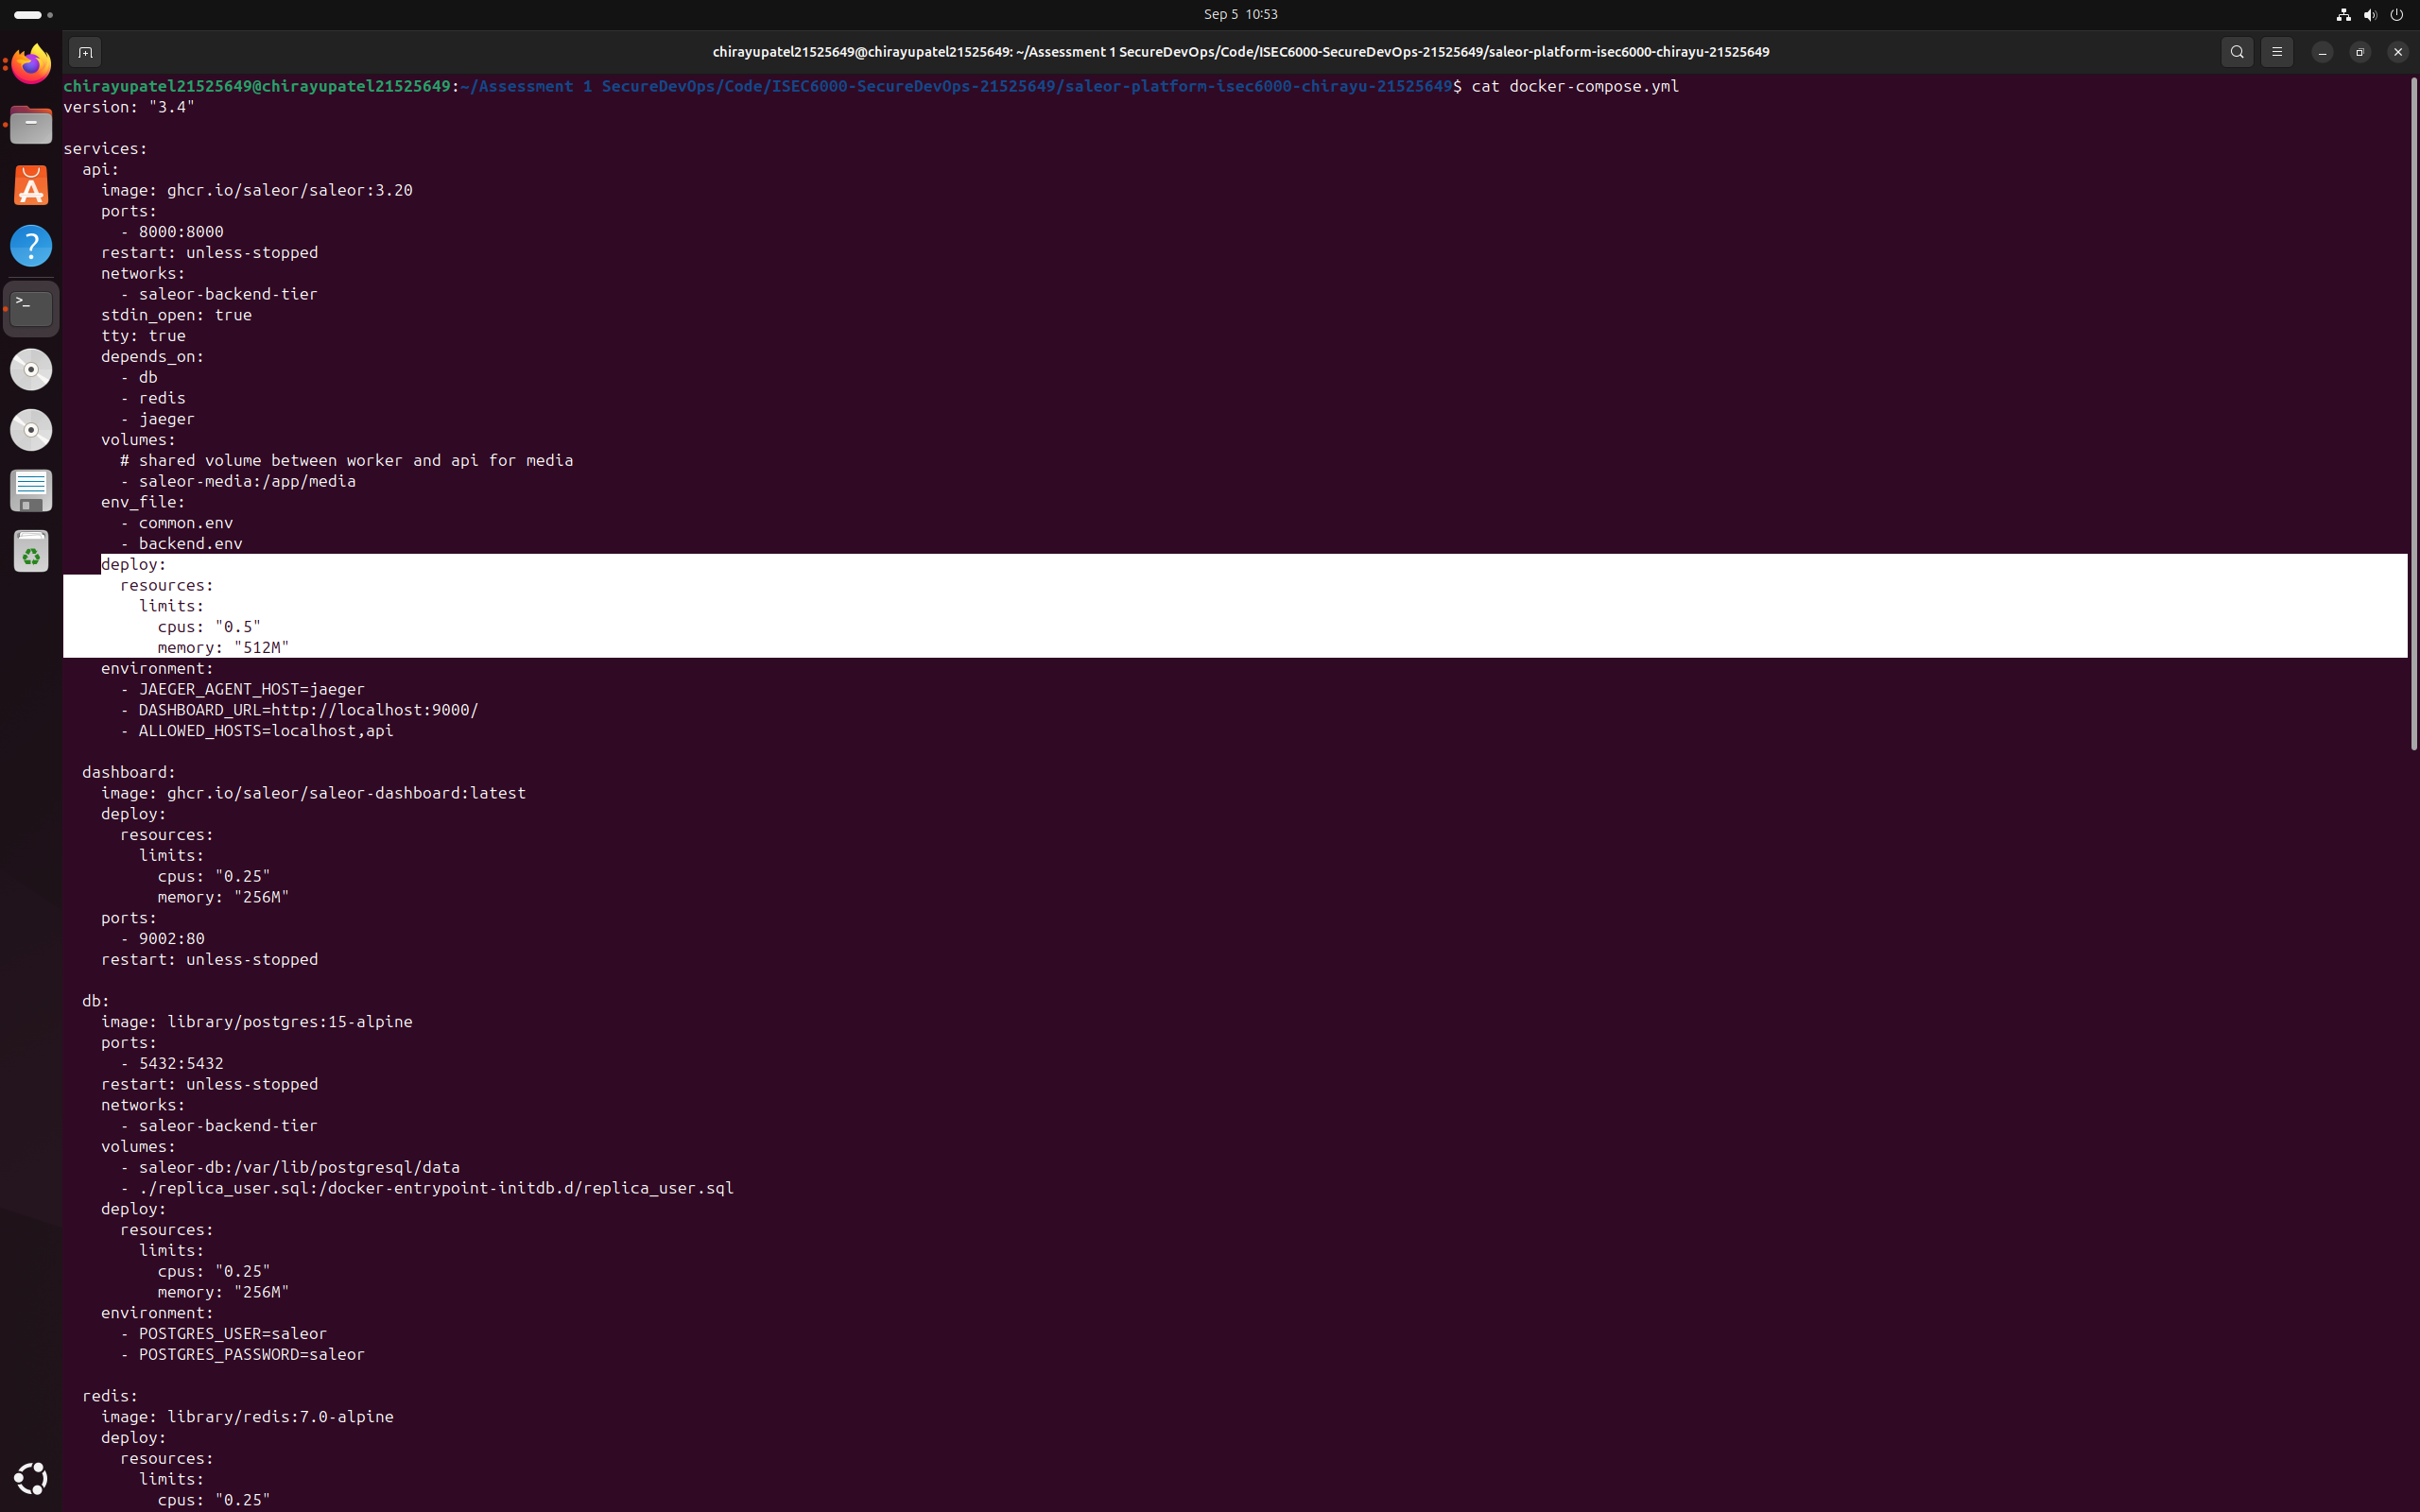 Sep 5 10:53
chirayupatel21525649@chirayupatel21525649: ~/Assessment 1 SecureDevOps/Code/ISEC6000-SecureDevOps-21525649/saleor-platform-isec6000-chirayu-21525649
chirayupatel21525649@chirayupatel21525649:~/Assessment 1 SecureDevOps/Code/ISEC6000-SecureDevOps-21525649/saleor-platform-isec6000-chirayu-21525649$ cat docker-compose.yml
version: "3.4"

services:
  api:
    image: ghcr.io/saleor/saleor:3.20
    ports:
      - 8000:8000
    restart: unless-stopped
    networks:
      - saleor-backend-tier
    stdin_open: true
    tty: true
    depends_on:
      - db
      - redis
      - jaeger
    volumes:
      # shared volume between worker and api for media
      - saleor-media:/app/media
    env_file:
      - common.env
      - backend.env
    deploy:
      resources:
        limits:
          cpus: "0.5"
          memory: "512M"
    environment:
      - JAEGER_AGENT_HOST=jaeger
      - DASHBOARD_URL=http://localhost:9000/
      - ALLOWED_HOSTS=localhost,api

  dashboard:
    image: ghcr.io/saleor/saleor-dashboard:latest
    deploy:
      resources:
        limits:
          cpus: "0.25"
          memory: "256M"
    ports:
      - 9002:80
    restart: unless-stopped

  db:
    image: library/postgres:15-alpine
    ports:
      - 5432:5432
    restart: unless-stopped
    networks:
      - saleor-backend-tier
    volumes:
      - saleor-db:/var/lib/postgresql/data
      - ./replica_user.sql:/docker-entrypoint-initdb.d/replica_user.sql
    deploy:
      resources:
        limits:
          cpus: "0.25"
          memory: "256M"
    environment:
      - POSTGRES_USER=saleor
      - POSTGRES_PASSWORD=saleor

  redis:
    image: library/redis:7.0-alpine
    deploy:
      resources:
        limits:
          cpus: "0.25"